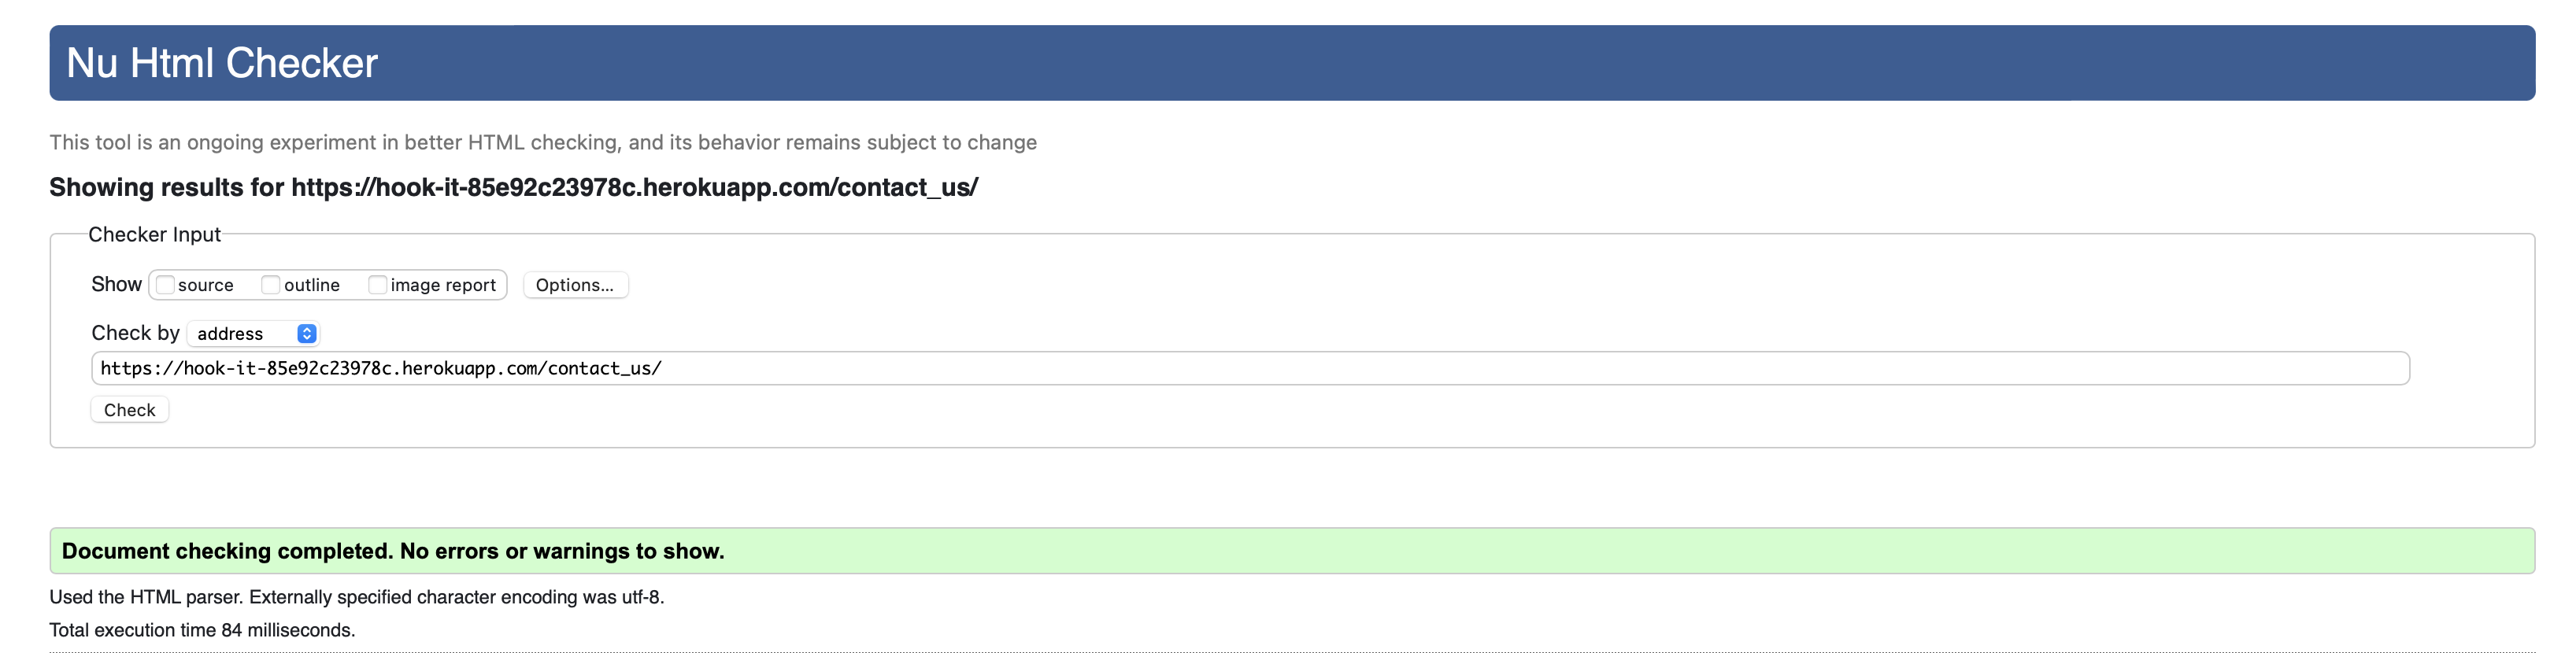 Nu Html Checker
This tool is an ongoing experiment in better HTML checking, and its behavior remains subject to change
Showing results for https://hook-it-85e92c23978c.herokuapp.com/contact_us/
Checker Input
Show source outline image report Options...
Check by address
https://hook-it-85e92c23978c.herokuapp.com/contact_us/
Check
Document checking completed. No errors or warnings to show.
Used the HTML parser. Externally specified character encoding was utf-8.
Total execution time 84 milliseconds.